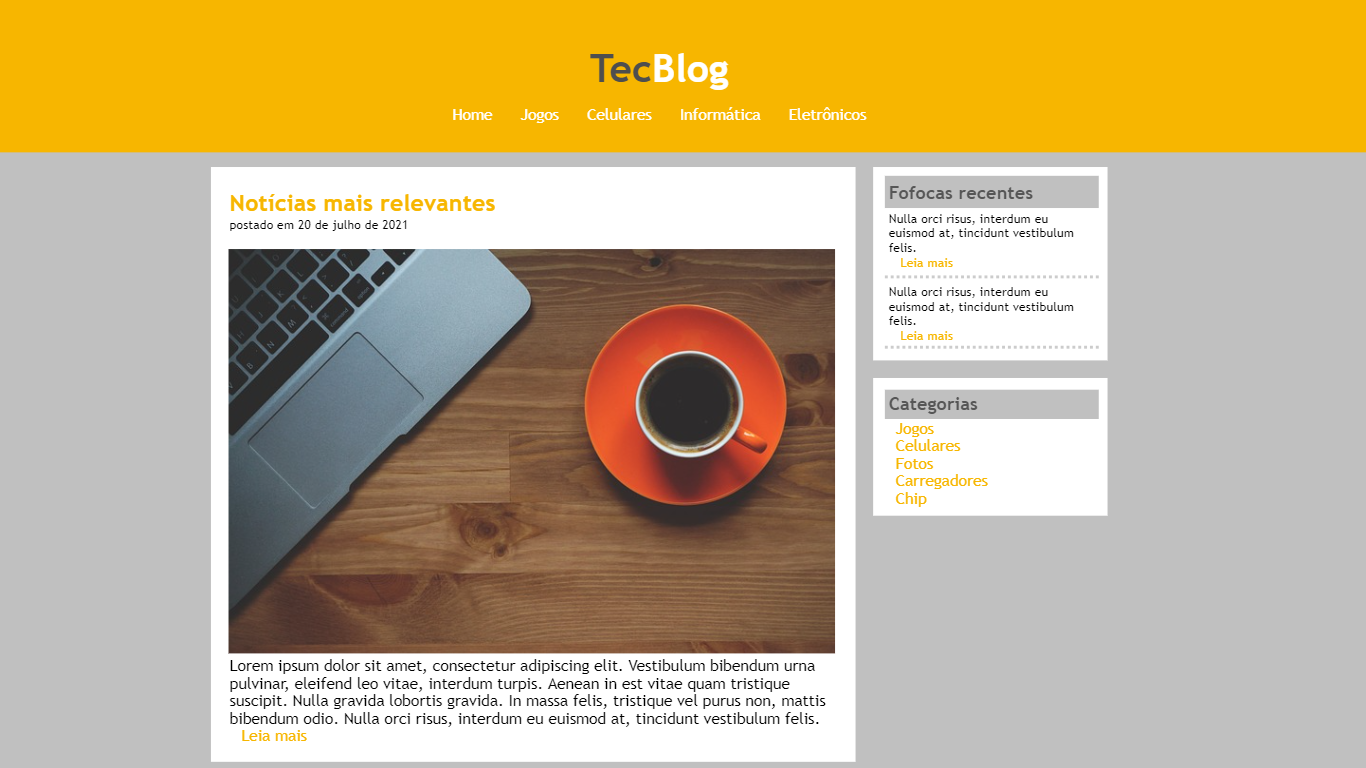 TecBlog
Home Jogos Celulares Informática Eletrônicos
Notícias mais relevantes
postado em 20 de julho de 2021
Lorem ipsum dolor sit amet, consectetur adipiscing elit. Vestibulum bibendum urna
pulvinar, eleifend leo vitae, interdum turpis. Aenean in est vitae quam tristique
suscipit. Nulla gravida lobortis gravida. In massa felis, tristique vel purus non, mattis
bibendum odio. Nulla orci risus, interdum eu euismod at, tincidunt vestibulum felis.
Leia mais
Fofocas recentes
Nulla orci risus, interdum eu
euismod at, tincidunt vestibulum
felis.
Leia mais
Nulla orci risus, interdum eu
euismod at, tincidunt vestibulum
felis.
Leia mais
Categorias
Jogos
Celulares
Fotos
Carregadores
Chip